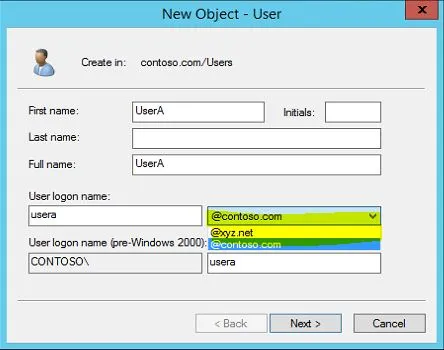 New Object - User
Create in: contoso.com/Users
First name: UserA Initials:
Last name:
Full name: UserA
User logon name:
usera @contoso.com
@xyz.net
User logon name (pre-Windows 2000): @contoso.com
CONTOSO\ usera
< Back Next > Cancel